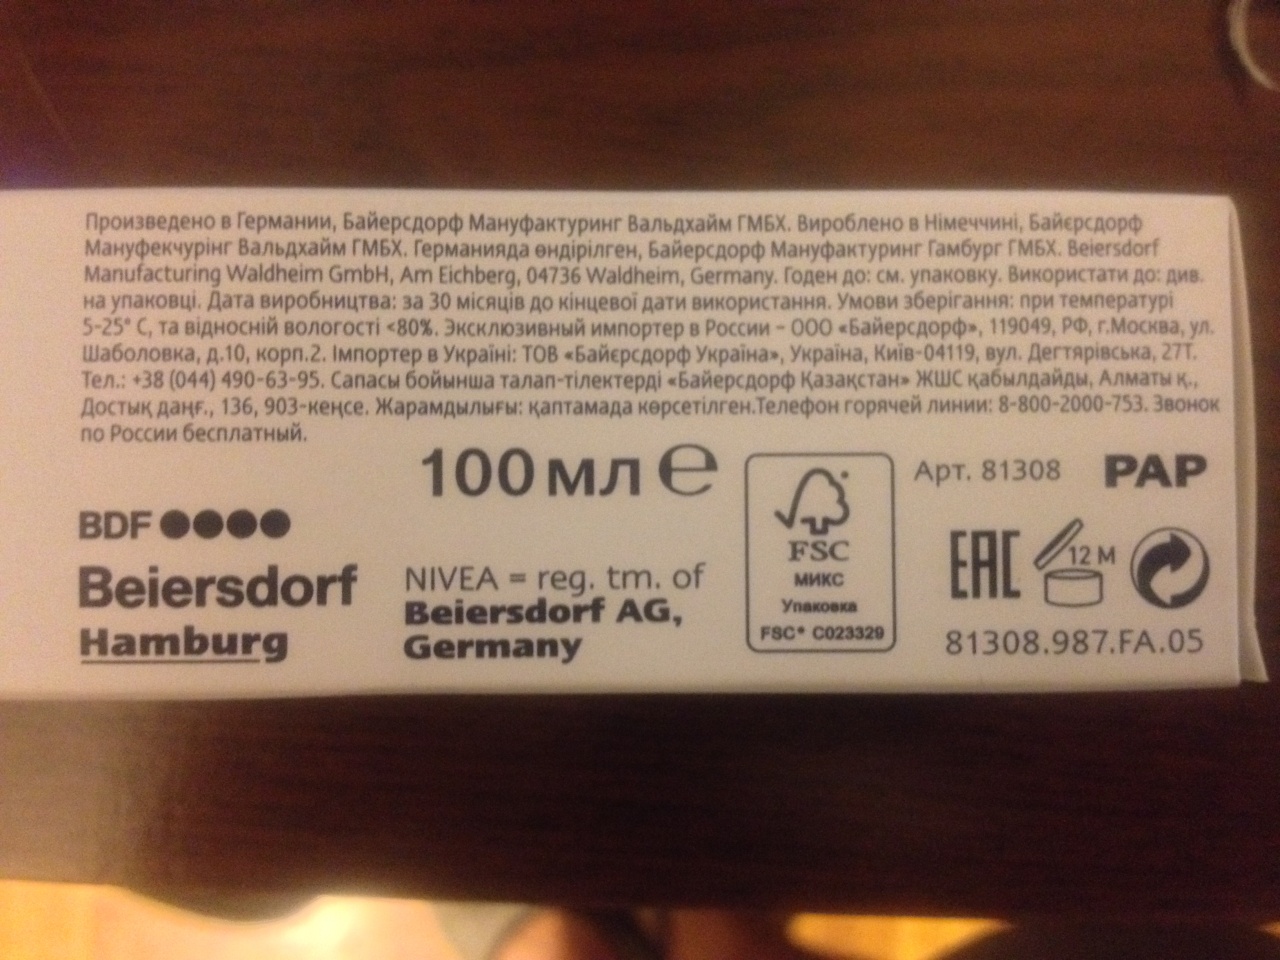 Произведено в Германии, Байерсдорф Мануфактуринг Вальдхайм ГМБХ. Вироблено в Німеччині, Байєрсдорф
Мануфекчурінг Вальдхайм ГМБХ. Германияда өндірілген, Байерсдорф Мануфактуринг Гамбург ГМБХ. Beiersdorf
Manufacturing Waldheim GmbH, Am Eichberg, 04736 Waldheim, Germany. Годен до: см. упаковку. Використати до: див.
на упаковці. Дата виробництва: за 30 місяців до кінцевої дати використання. Умови зберігання: при температурі
5-25° C, та відносній вологості <80%. Эксклюзивный импортер в России – ООО «Байерсдорф», 119049, РФ, г.Москва, ул.
Шаболовка, д.10, корп.2. Імпортер в Україні: ТОВ «Байєрсдорф Україна», Україна, Київ-04119, вул. Дегтярівська, 27Т.
Тел.: +38 (044) 490-63-95. Сапасы бойынша талап-тілектерді «Байерсдорф Қазақстан» ЖШС қабылдайды, Алматы қ.,
Достық даңғ., 136, 903-кеңсе. Жарамдылығы: қаптамада көрсетілген.Телефон горячей линии: 8-800-2000-753. Звонок
по России бесплатный.
100 мл ℮
BDF ●●●●
Beiersdorf
Hamburg
NIVEA = reg. tm. of
Beiersdorf AG,
Germany
FSC
микс
Упаковка
FSC® C023329
Арт. 81308 PAP
EAC 12 M
81308.987.FA.05